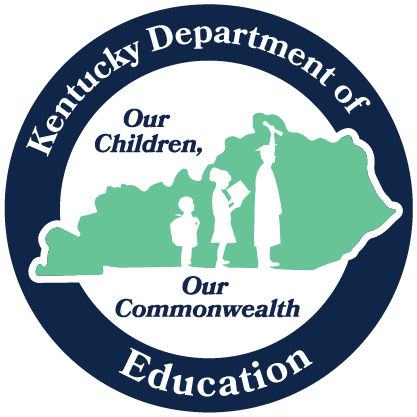 Kentucky Department of
Our
Children,
Our
Commonwealth
Education